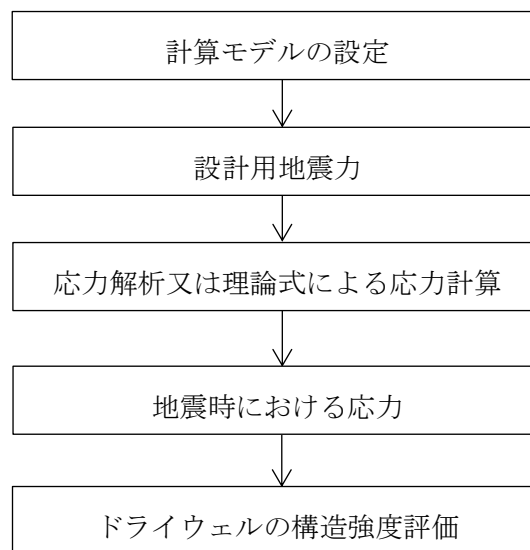 計算モデルの設定
設計用地震力
応力解析又は理論式による応力計算
地震時における応力
ドライウェルの構造強度評価